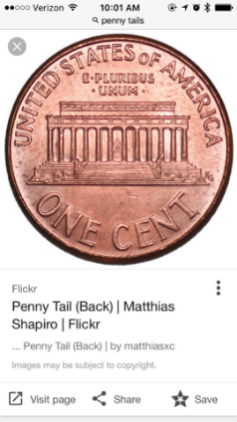 Verizon 10:01 AM
penny tails
UNITED STATES OF AMERICA
E·PLURIBUS
·UNUM·
ONE CENT
Flickr
Penny Tail (Back) | Matthias
Shapiro | Flickr
... Penny Tail (Back) | by matthiasxc
Images may be subject to copyright.
Visit page Share Save